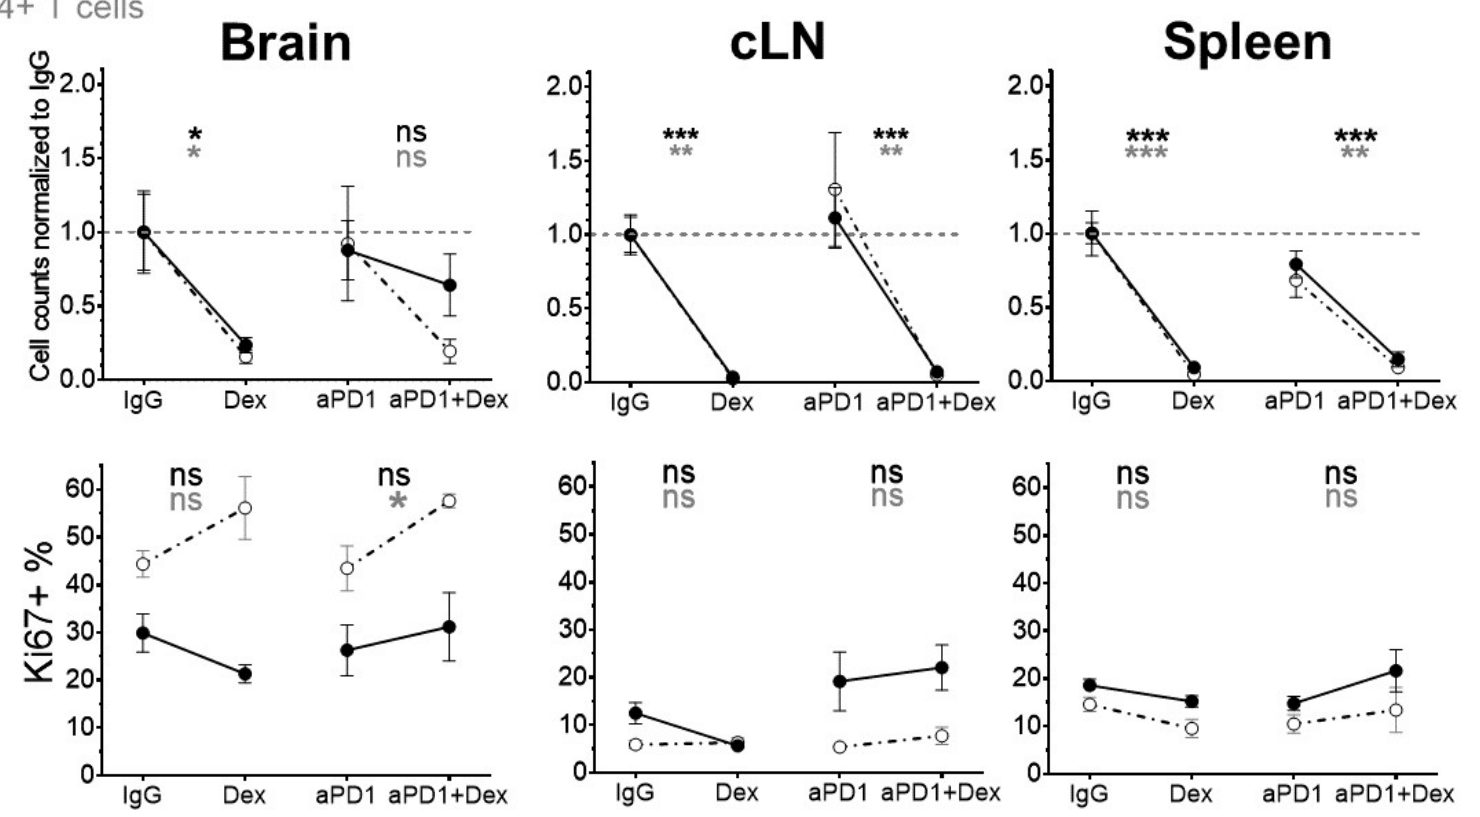 4+ T cells
Brain
cLN
Spleen
Cell counts normalized to IgG
2.0
1.5
1.0
0.5
0.0
*
*
ns
ns
IgG Dex aPD1 aPD1+Dex
2.0
1.5
1.0
0.5
0.0
***
**
***
**
IgG Dex aPD1 aPD1+Dex
2.0
1.5
1.0
0.5
0.0
***
***
***
**
IgG Dex aPD1 aPD1+Dex
Ki67+ %
60
50
40
30
20
10
0
ns
ns
ns
*
IgG Dex aPD1 aPD1+Dex
60
50
40
30
20
10
0
ns
ns
ns
ns
IgG Dex aPD1 aPD1+Dex
60
50
40
30
20
10
0
ns
ns
ns
ns
IgG Dex aPD1 aPD1+Dex